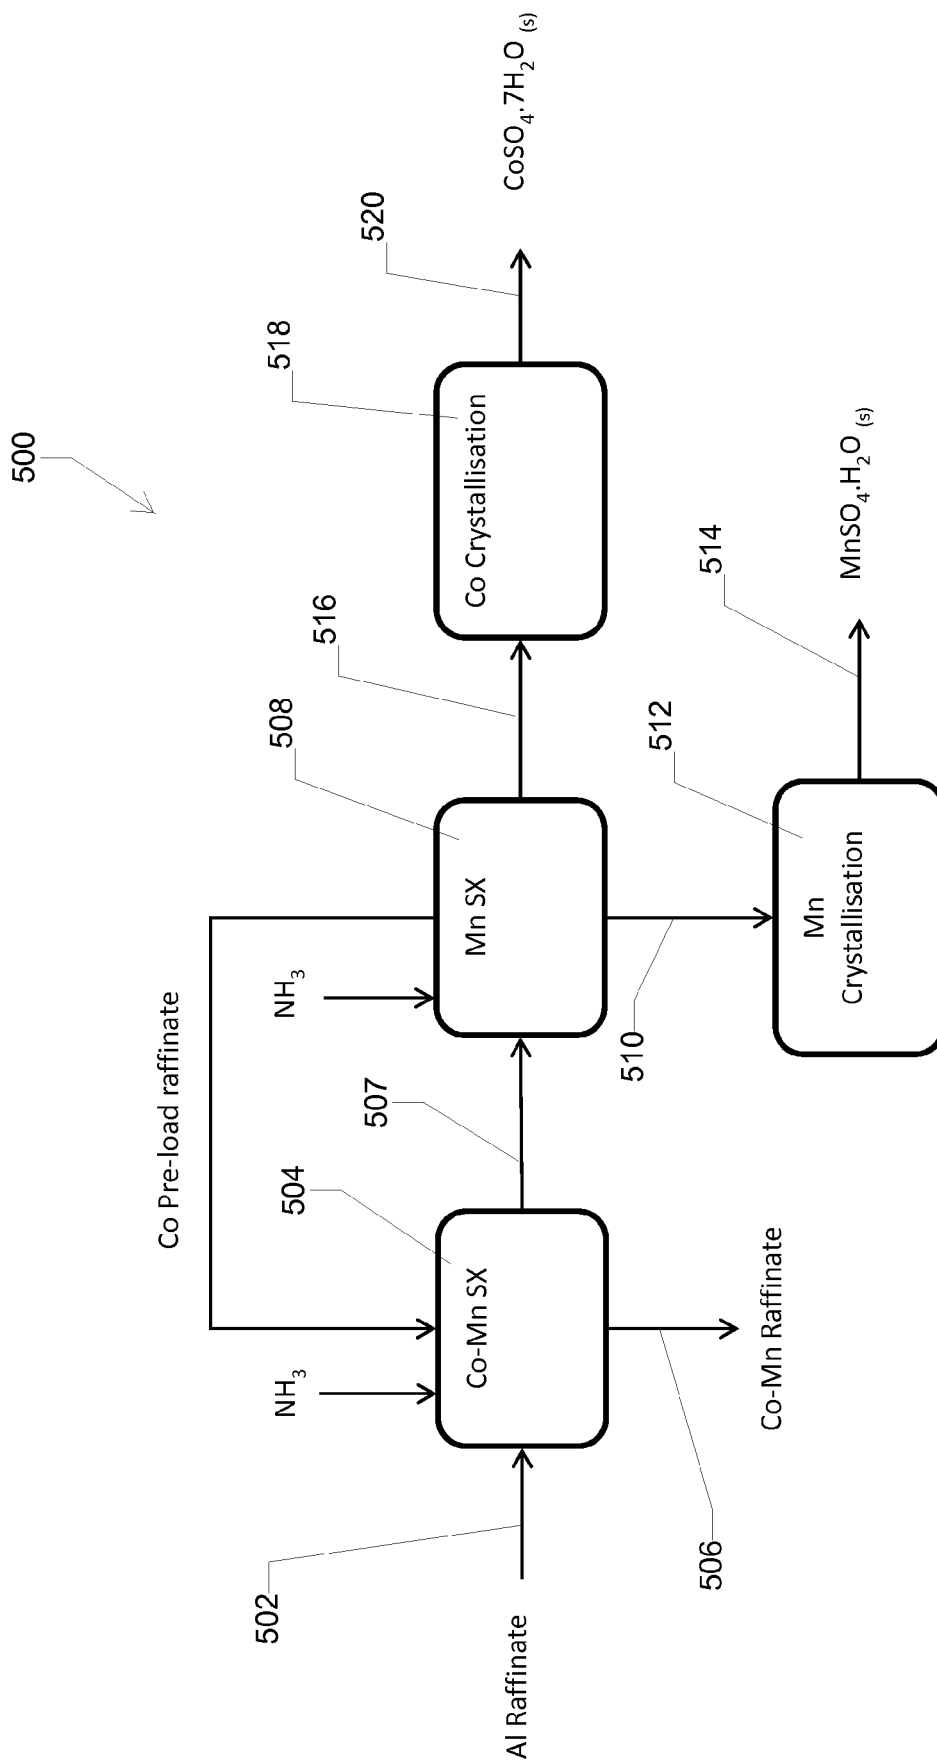 500
Co Pre-load raffinate
NH3
NH3
502
504
507
508
516
518
520
Al Raffinate
Co-Mn SX
Mn SX
Co Crystallisation
CoSO4.7H2O (s)
506
510
512
514
Co-Mn Raffinate
Mn
Crystallisation
MnSO4.H2O (s)